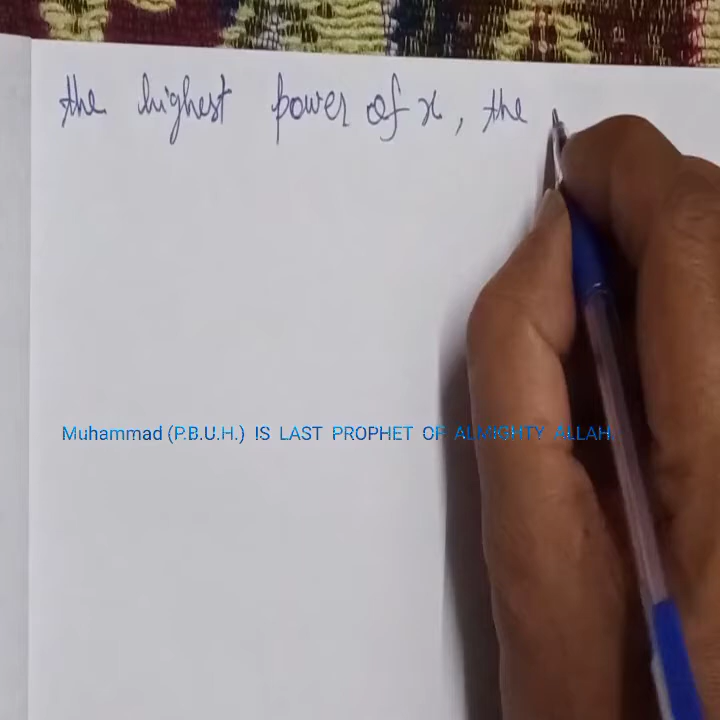 the highest power of x, the
Muhammad (P.B.U.H.) IS LAST PROPHET OF ALMIGHTY ALLAH